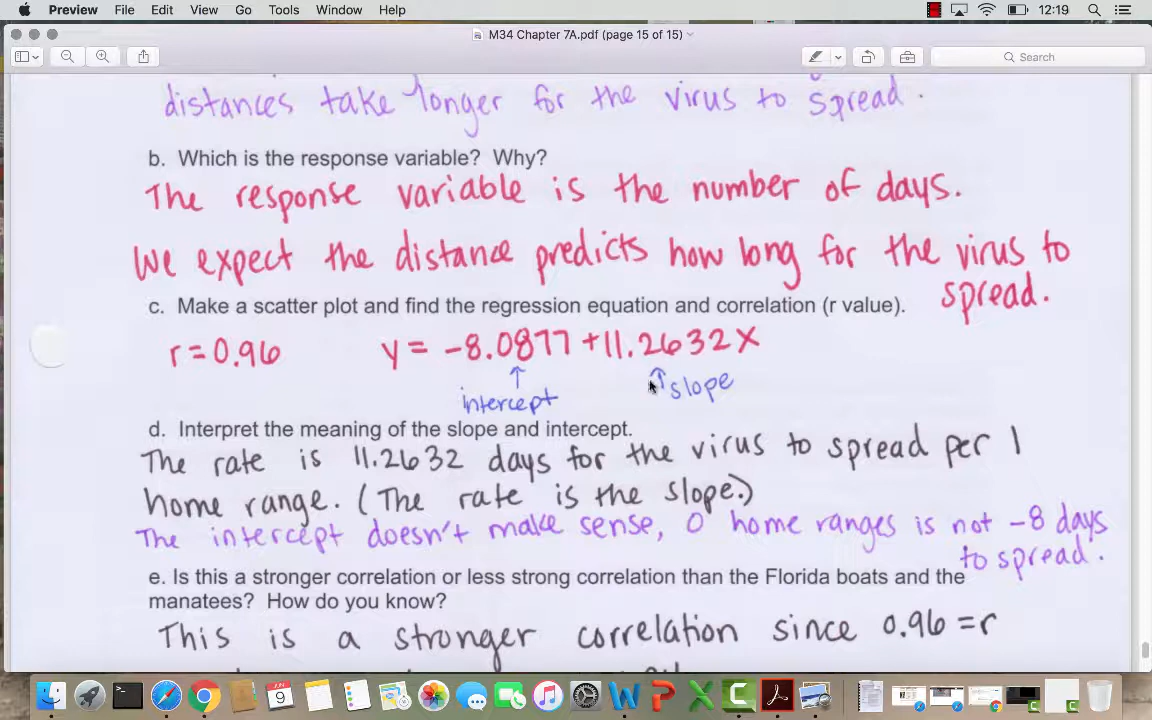 Preview File Edit View Go Tools Window Help 12:19
M34 Chapter 7A.pdf (page 15 of 15)
Search
distances take longer for the virus to spread.
b. Which is the response variable? Why?
The response variable is the number of days.
We expect the distance predicts how long for the virus to
spread.
c. Make a scatter plot and find the regression equation and correlation (r value).
r = 0.96 y = -8.0877 + 11.2632 x
intercept slope
d. Interpret the meaning of the slope and intercept.
The rate is 11.2632 days for the virus to spread per 1
home range. (The rate is the slope.)
The intercept doesn't make sense, 0 home ranges is not -8 days
to spread.
e. Is this a stronger correlation or less strong correlation than the Florida boats and the
manatees? How do you know?
This is a stronger correlation since 0.96 = r
JUN
9